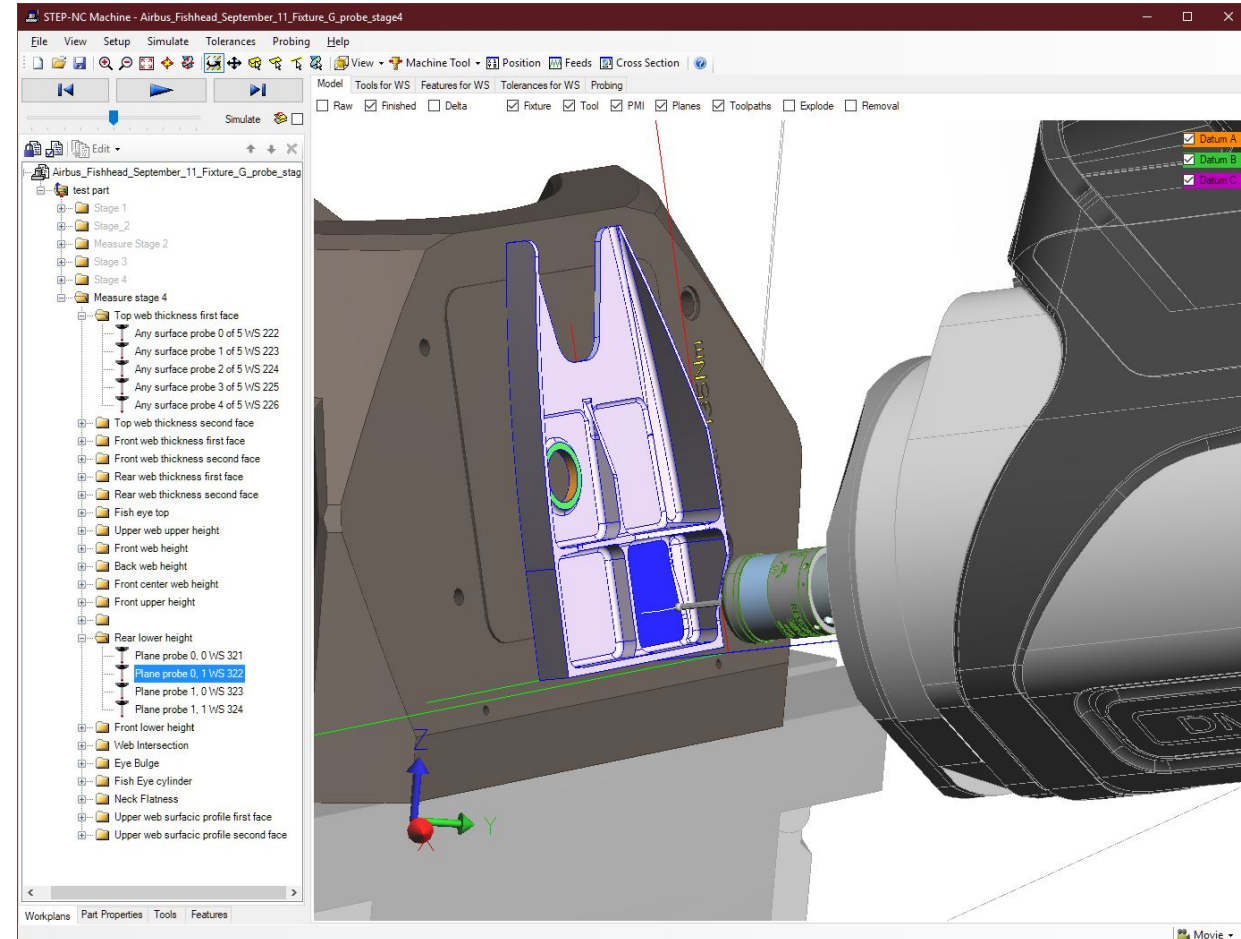 STEP-NC Machine - Airbus_Fishhead_September_11_Fixture_G_probe_stage4
File View Setup Simulate Tolerances Probing Help
View Machine Tool Position Feeds Cross Section
Simulate
Model Tools for WS Features for WS Tolerances for WS Probing
Raw Finished Delta Fixture Tool PMI Planes Toolpaths Explode Removal
Datum A
Datum B
Datum C
Edit
Airbus_Fishhead_September_11_Fixture_G_probe_stag
test part
Stage 1
Stage_2
Measure Stage 2
Stage 3
Stage 4
Measure stage 4
Top web thickness first face
Any surface probe 0 of 5 WS 222
Any surface probe 1 of 5 WS 223
Any surface probe 2 of 5 WS 224
Any surface probe 3 of 5 WS 225
Any surface probe 4 of 5 WS 226
Top web thickness second face
Front web thickness first face
Front web thickness second face
Rear web thickness first face
Rear web thickness second face
Fish eye top
Upper web upper height
Front web height
Back web height
Front center web height
Front upper height
Rear lower height
Plane probe 0, 0 WS 321
Plane probe 0, 1 WS 322
Plane probe 1, 0 WS 323
Plane probe 1, 1 WS 324
Front lower height
Web Intersection
Eye Bulge
Fish Eye cylinder
Neck Flatness
Upper web surfacic profile first face
Upper web surfacic profile second face
Z
Y
X
Workplans Part Properties Tools Features
Movie